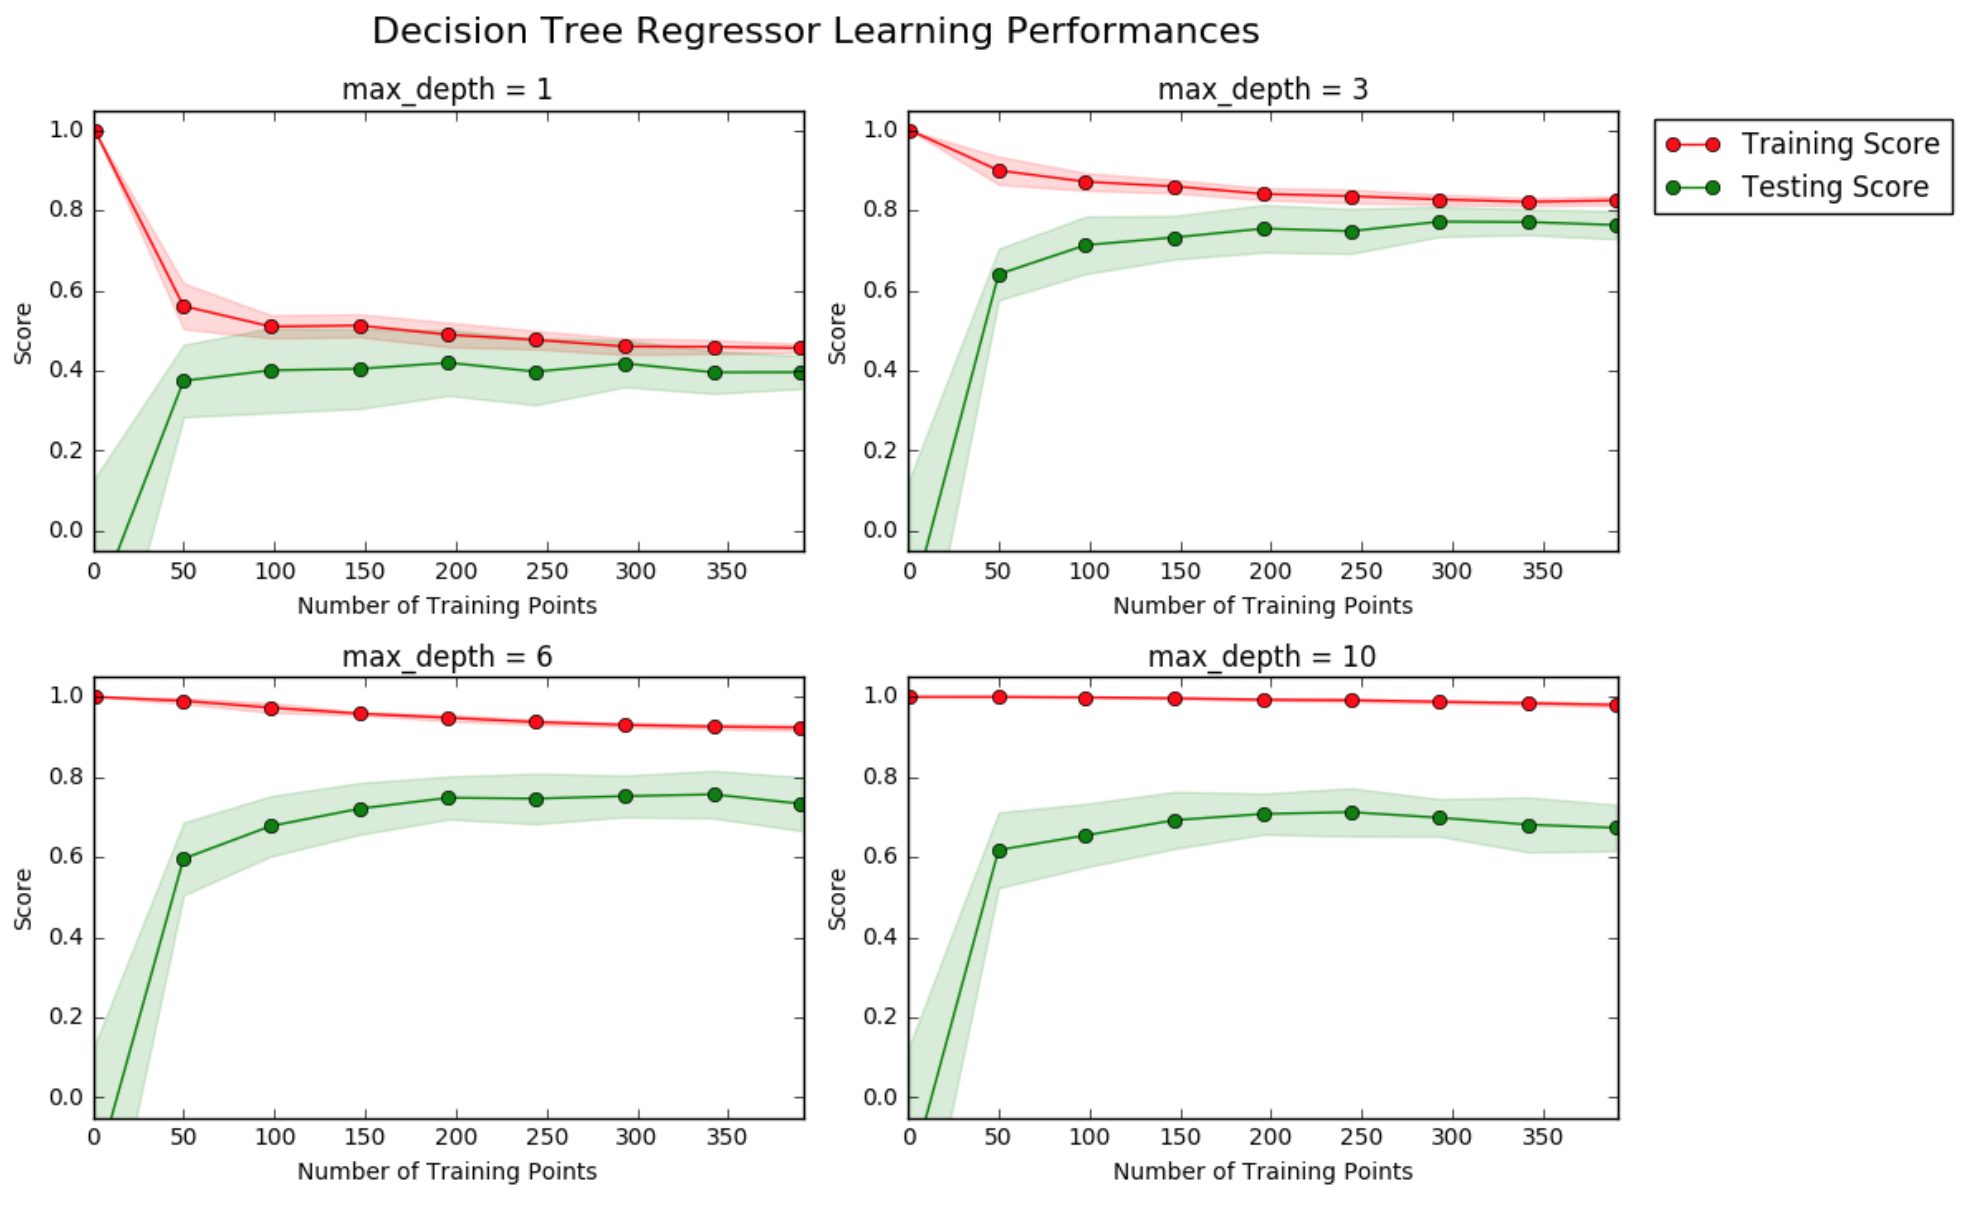 Decision Tree Regressor Learning Performances
max_depth = 1
1.0
0.8
0.6
0.4
0.2
0.0
Score
0 50 100 150 200 250 300 350
Number of Training Points
max_depth = 3
1.0
0.8
0.6
0.4
0.2
0.0
Score
0 50 100 150 200 250 300 350
Number of Training Points
Training Score
Testing Score
max_depth = 6
1.0
0.8
0.6
0.4
0.2
0.0
Score
0 50 100 150 200 250 300 350
Number of Training Points
max_depth = 10
1.0
0.8
0.6
0.4
0.2
0.0
Score
0 50 100 150 200 250 300 350
Number of Training Points